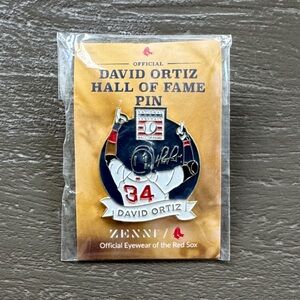 OFFICIAL
DAVID ORTIZ
HALL OF FAME
PIN
34
DAVID ORTIZ
ZENNI /
Official Eyewear of the Red Sox